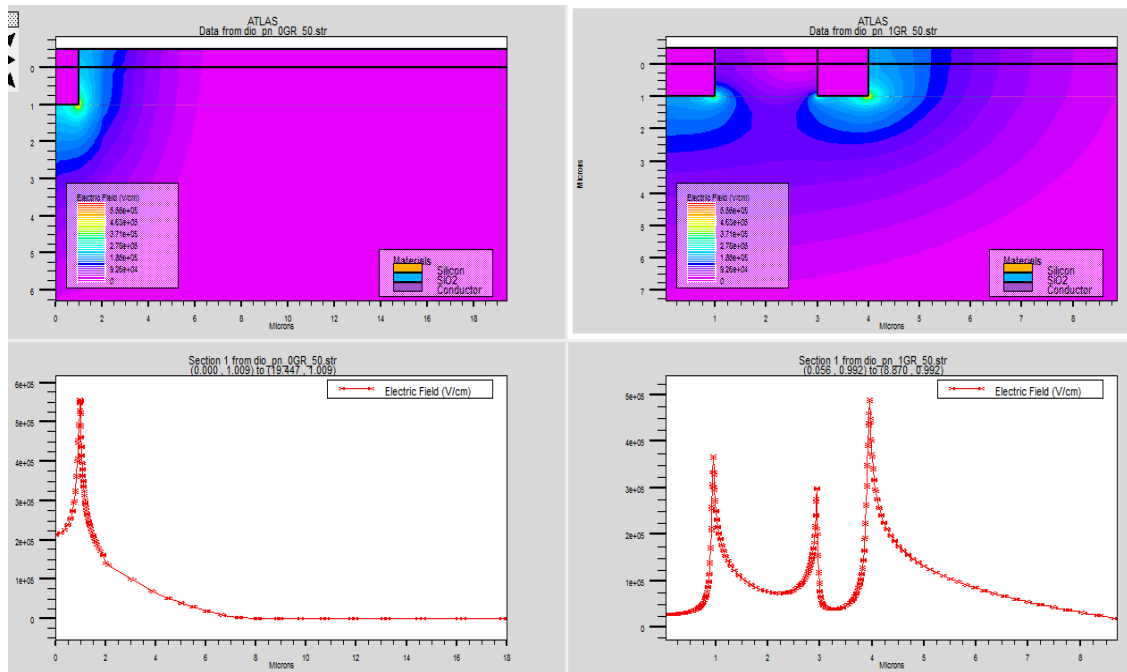 ATLAS
Data from dio_pn_0GR_50.str
0
1
2
3
4
5
6
Electric Field (V/cm)
5.56e+05
4.63e+05
3.71e+05
2.78e+05
1.85e+05
9.26e+04
0
Materials
Silicon
SiO2
Conductor
0 2 4 6 8 10 12 14 16 18
Microns
ATLAS
Data from dio_pn_1GR_50.str
Microns
0
1
2
3
4
5
6
7
Electric Field (V/cm)
5.56e+05
4.63e+05
3.71e+05
2.78e+05
1.85e+05
9.26e+04
0
Materials
Silicon
SiO2
Conductor
1 2 3 4 5 6 7 8
Microns
Section 1 from dio_pn_0GR_50.str
(0.000 , 1.009) to (19.447 , 1.009)
Electric Field (V/cm)
6e+05
5e+05
4e+05
3e+05
2e+05
1e+05
0
0 2 4 6 8 10 12 14 16 18
Microns
Section 1 from dio_pn_1GR_50.str
(0.056 , 0.992) to (8.870 , 0.992)
Electric Field (V/cm)
5e+05
4e+05
3e+05
2e+05
1e+05
0
1 2 3 4 5 6 7 8
Microns